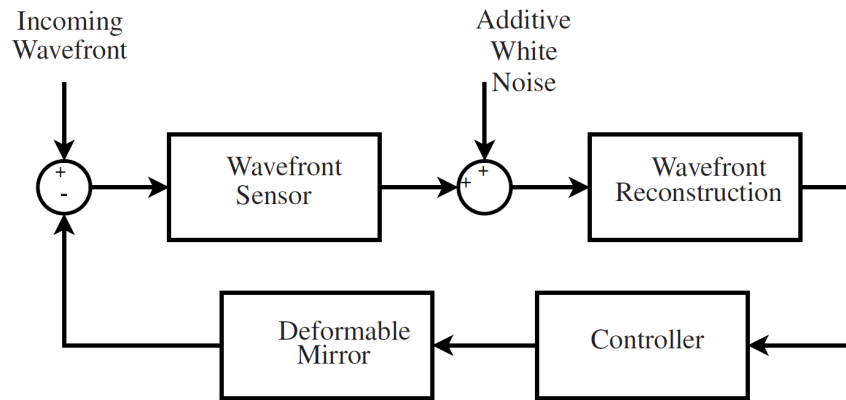 Incoming
Wavefront
Additive
White
Noise
+
-
Wavefront
Sensor
+
+
Wavefront
Reconstruction
Deformable
Mirror
Controller